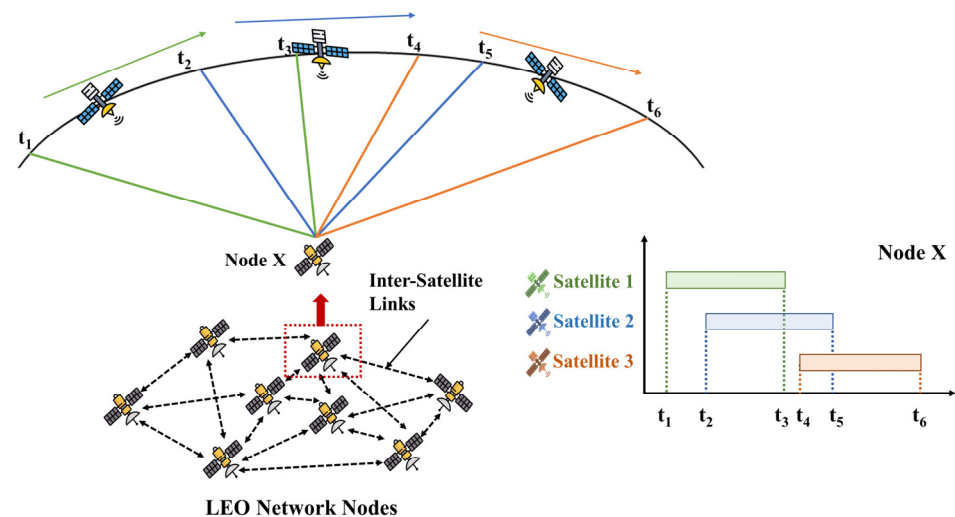 t1
t2
t3
t4
t5
t6
Node X
Inter-Satellite
Links
LEO Network Nodes
Node X
Satellite 1
Satellite 2
Satellite 3
t1 t2 t3 t4 t5 t6